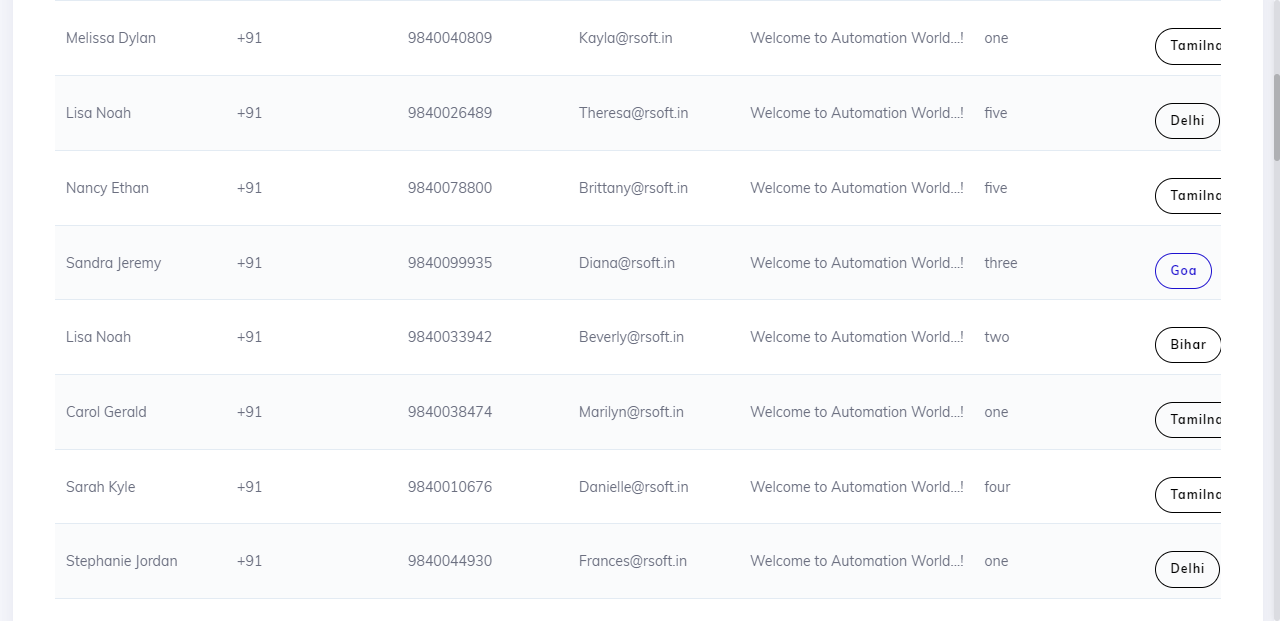 Melissa Dylan +91 9840040809 Kayla@rsoft.in Welcome to Automation World...! one Tamilna
Lisa Noah +91 9840026489 Theresa@rsoft.in Welcome to Automation World...! five Delhi
Nancy Ethan +91 9840078800 Brittany@rsoft.in Welcome to Automation World...! five Tamilna
Sandra Jeremy +91 9840099935 Diana@rsoft.in Welcome to Automation World...! three Goa
Lisa Noah +91 9840033942 Beverly@rsoft.in Welcome to Automation World...! two Bihar
Carol Gerald +91 9840038474 Marilyn@rsoft.in Welcome to Automation World...! one Tamilna
Sarah Kyle +91 9840010676 Danielle@rsoft.in Welcome to Automation World...! four Tamilna
Stephanie Jordan +91 9840044930 Frances@rsoft.in Welcome to Automation World...! one Delhi